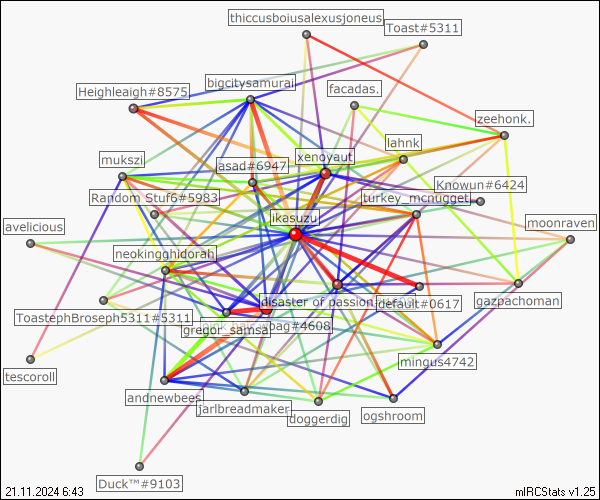 thiccusboiusalexusjoneus
Toast#5311
bigcitysamurai
facadas.
Heighleigh#8575
zeehonk.
lahnk
xenoyaut
mukszi
asad#6947
Knowun#6424
Random Stuf6#5983
turkey_mcnugget
ikasuzu
avelicious
moonraven
neokingghidorah
gazpachoman
disaster of passion
default#0617
ToastephBroseph5311#5311
bag#4608
gregor_samsa
mingus4742
tescoroll
andnewbees
jarlbreadmaker
doggerdig
ogshroom
Duck™#9103
21.11.2024 6:43
mIRCStats v1.25